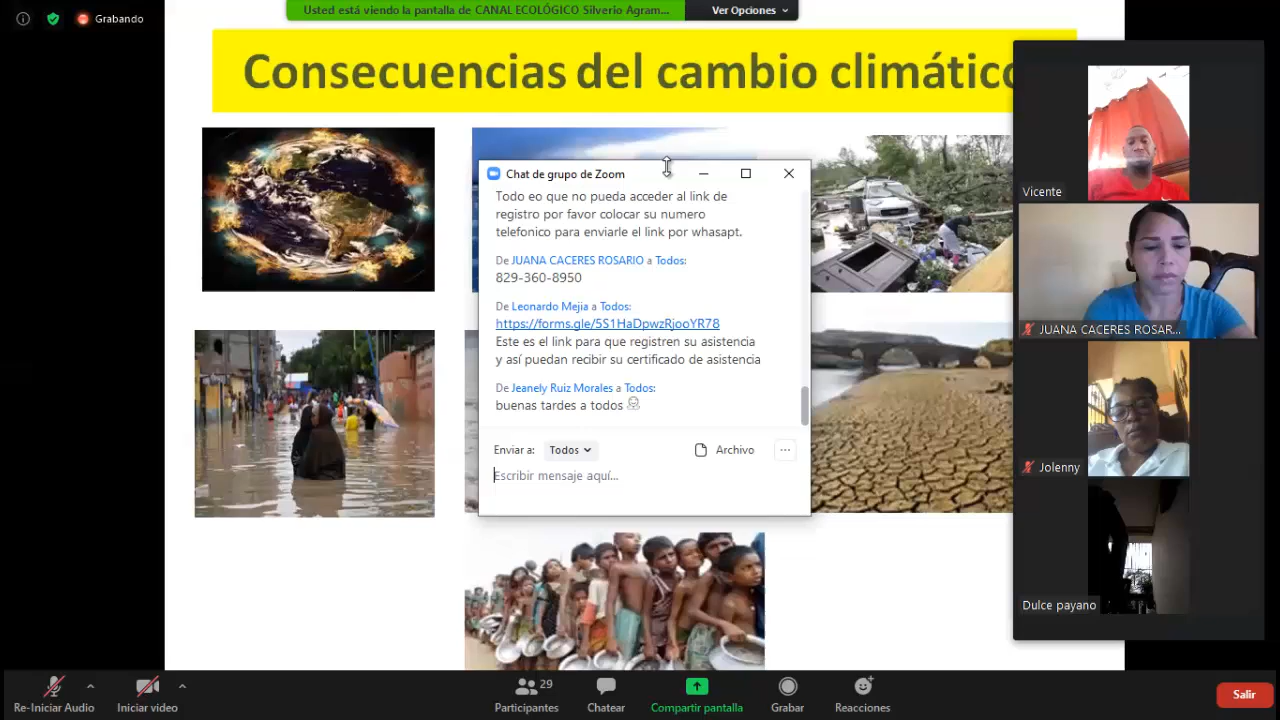 Grabando
Usted está viendo la pantalla de CANAL ECOLÓGICO Silverio Agram...
Ver Opciones
Consecuencias del cambio climático
Chat de grupo de Zoom
Todo eo que no pueda acceder al link de
registro por favor colocar su numero
telefonico para enviarle el link por whasapt.
De JUANA CACERES ROSARIO a Todos:
829-360-8950
De Leonardo Mejia a Todos:
https://forms.gle/5S1HaDpwzRjooYR78
Este es el link para que registren su asistencia
y así puedan recibir su certificado de asistencia
De Jeanely Ruiz Morales a Todos:
buenas tardes a todos
Enviar a: Todos
Archivo
Escribir mensaje aquí...
Vicente
JUANA CACERES ROSAR...
Jolenny
Dulce payano
Re-Iniciar Audio
Iniciar video
29
Participantes
Chatear
Compartir pantalla
Grabar
Reacciones
Salir